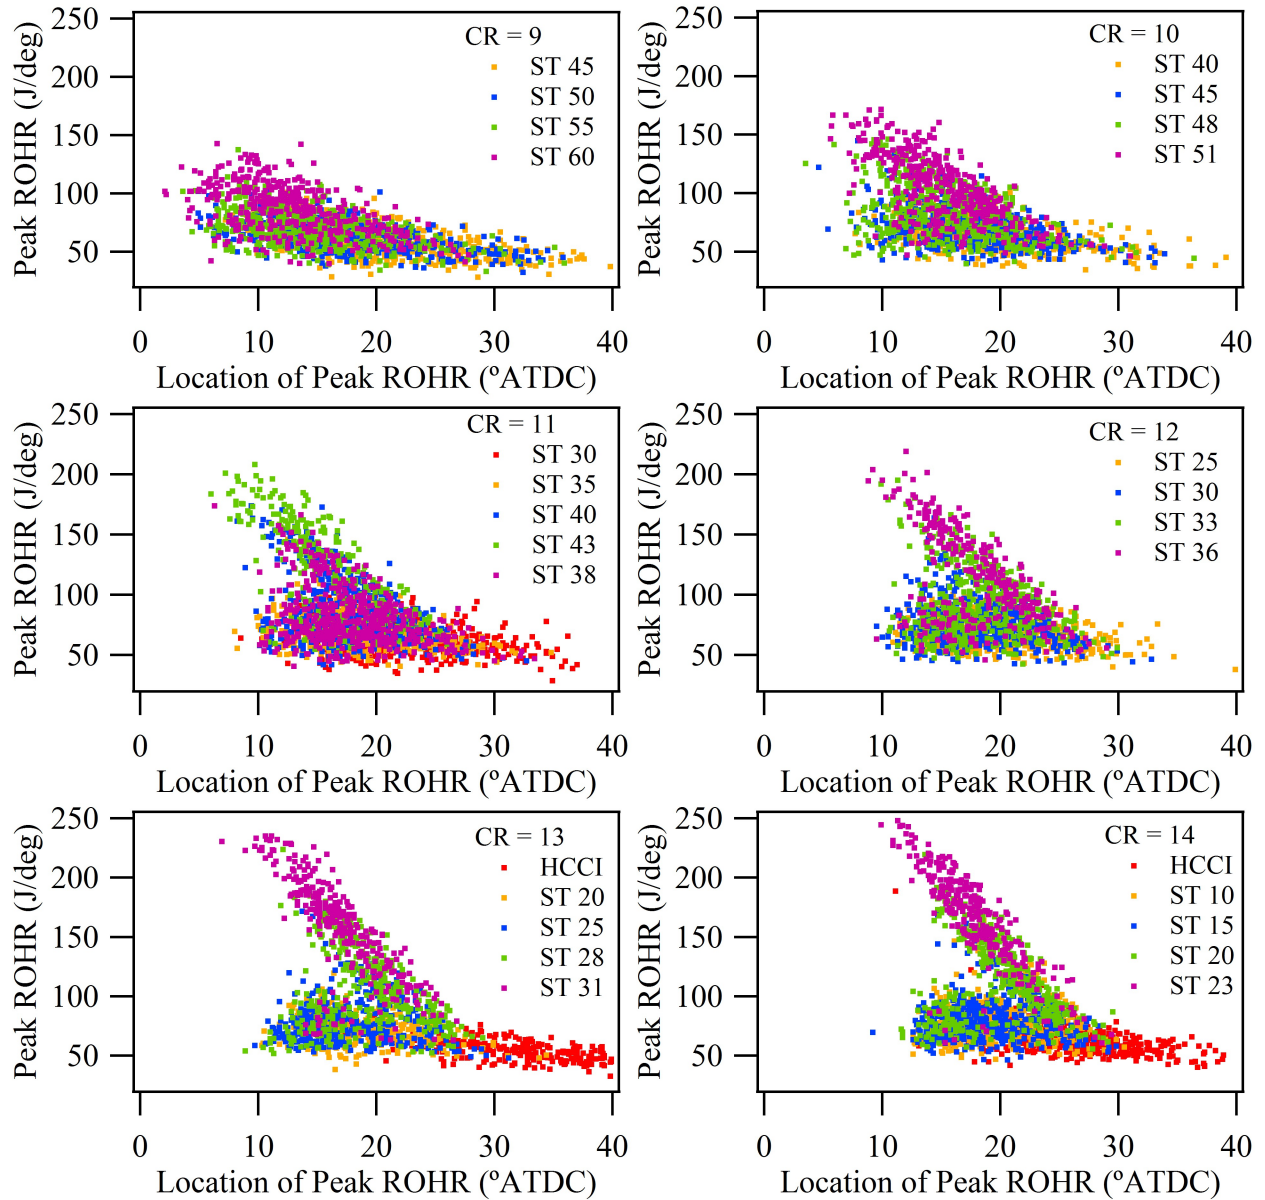 250
200
150
100
50
Peak ROHR (J/deg)
CR = 9
ST 45
ST 50
ST 55
ST 60
0 10 20 30 40
Location of Peak ROHR (ºATDC)
250
200
150
100
50
Peak ROHR (J/deg)
CR = 10
ST 40
ST 45
ST 48
ST 51
0 10 20 30 40
Location of Peak ROHR (ºATDC)
250
200
150
100
50
Peak ROHR (J/deg)
CR = 11
ST 30
ST 35
ST 40
ST 43
ST 38
0 10 20 30 40
Location of Peak ROHR (ºATDC)
250
200
150
100
50
Peak ROHR (J/deg)
CR = 12
ST 25
ST 30
ST 33
ST 36
0 10 20 30 40
Location of Peak ROHR (ºATDC)
250
200
150
100
50
Peak ROHR (J/deg)
CR = 13
HCCI
ST 20
ST 25
ST 28
ST 31
0 10 20 30 40
Location of Peak ROHR (ºATDC)
250
200
150
100
50
Peak ROHR (J/deg)
CR = 14
HCCI
ST 10
ST 15
ST 20
ST 23
0 10 20 30 40
Location of Peak ROHR (ºATDC)